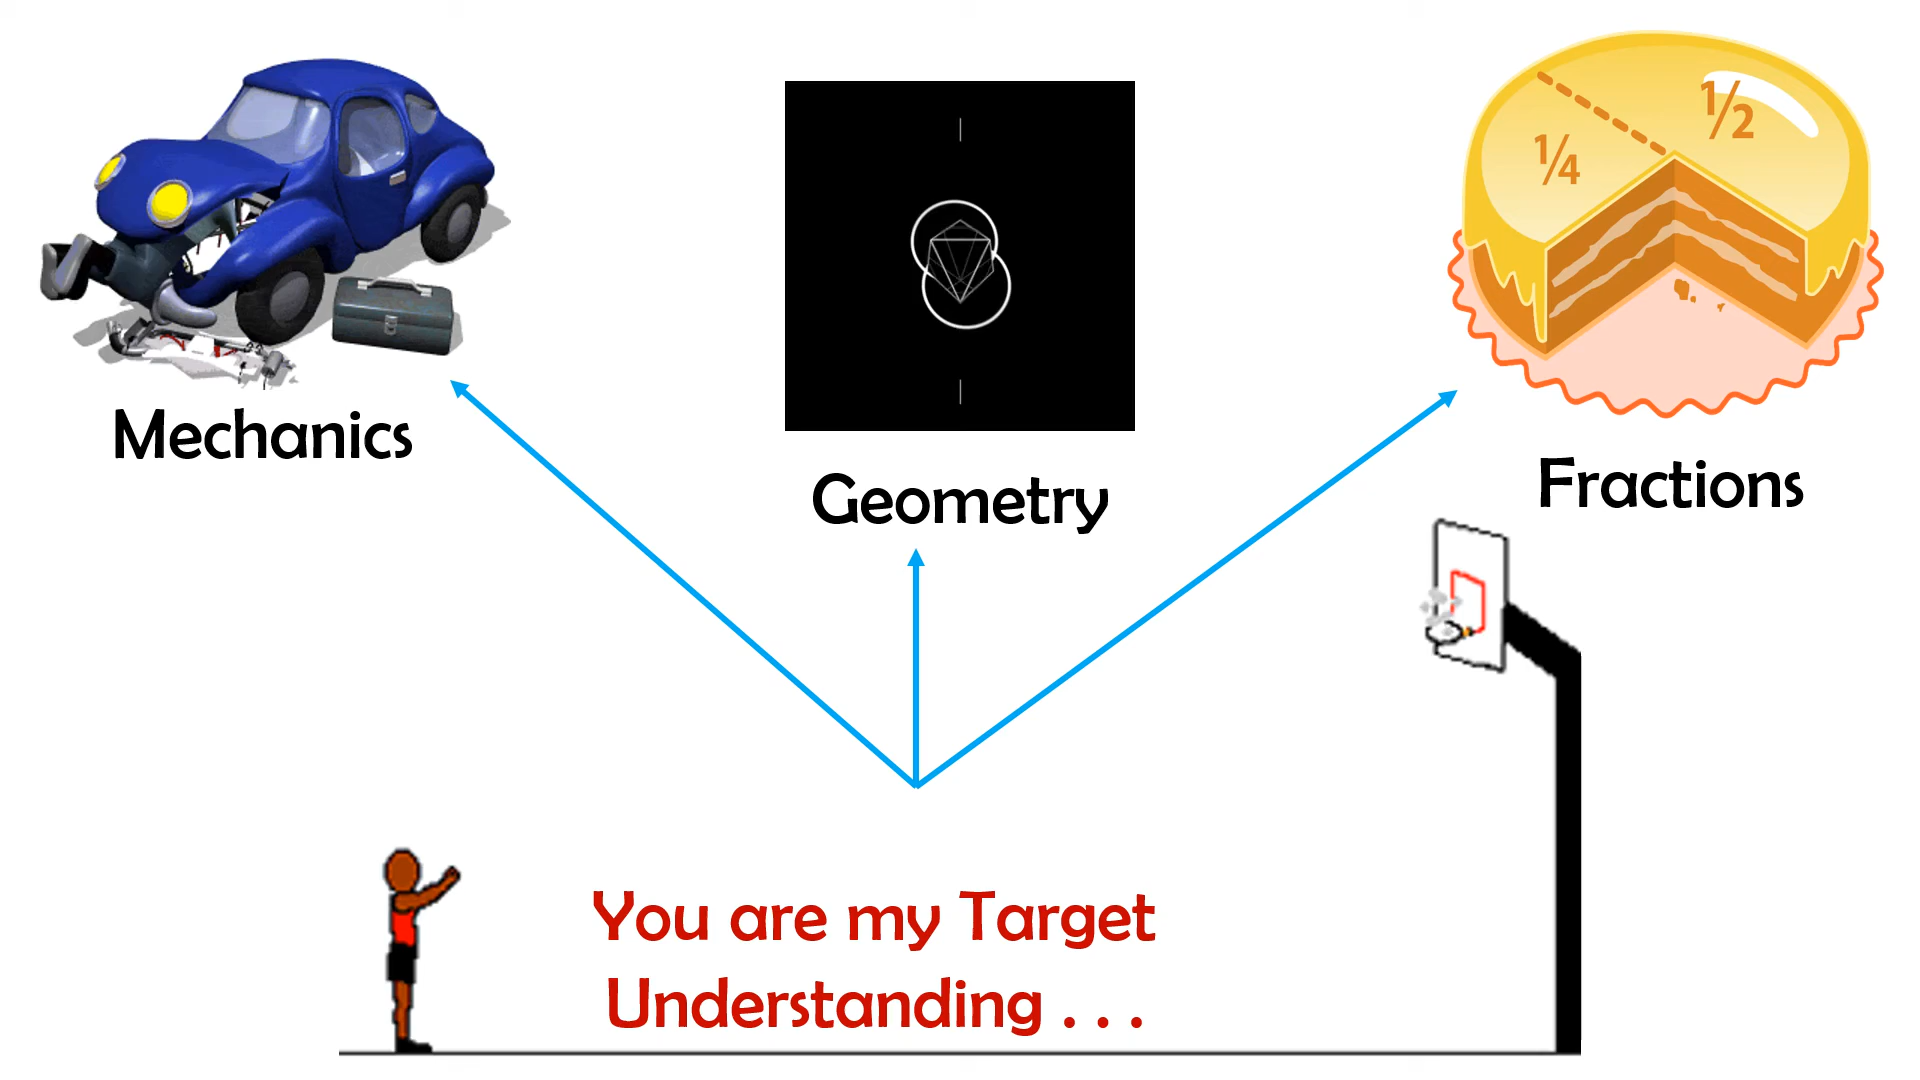 1/4
1/2
Mechanics
Geometry
Fractions
You are my Target
Understanding . . .